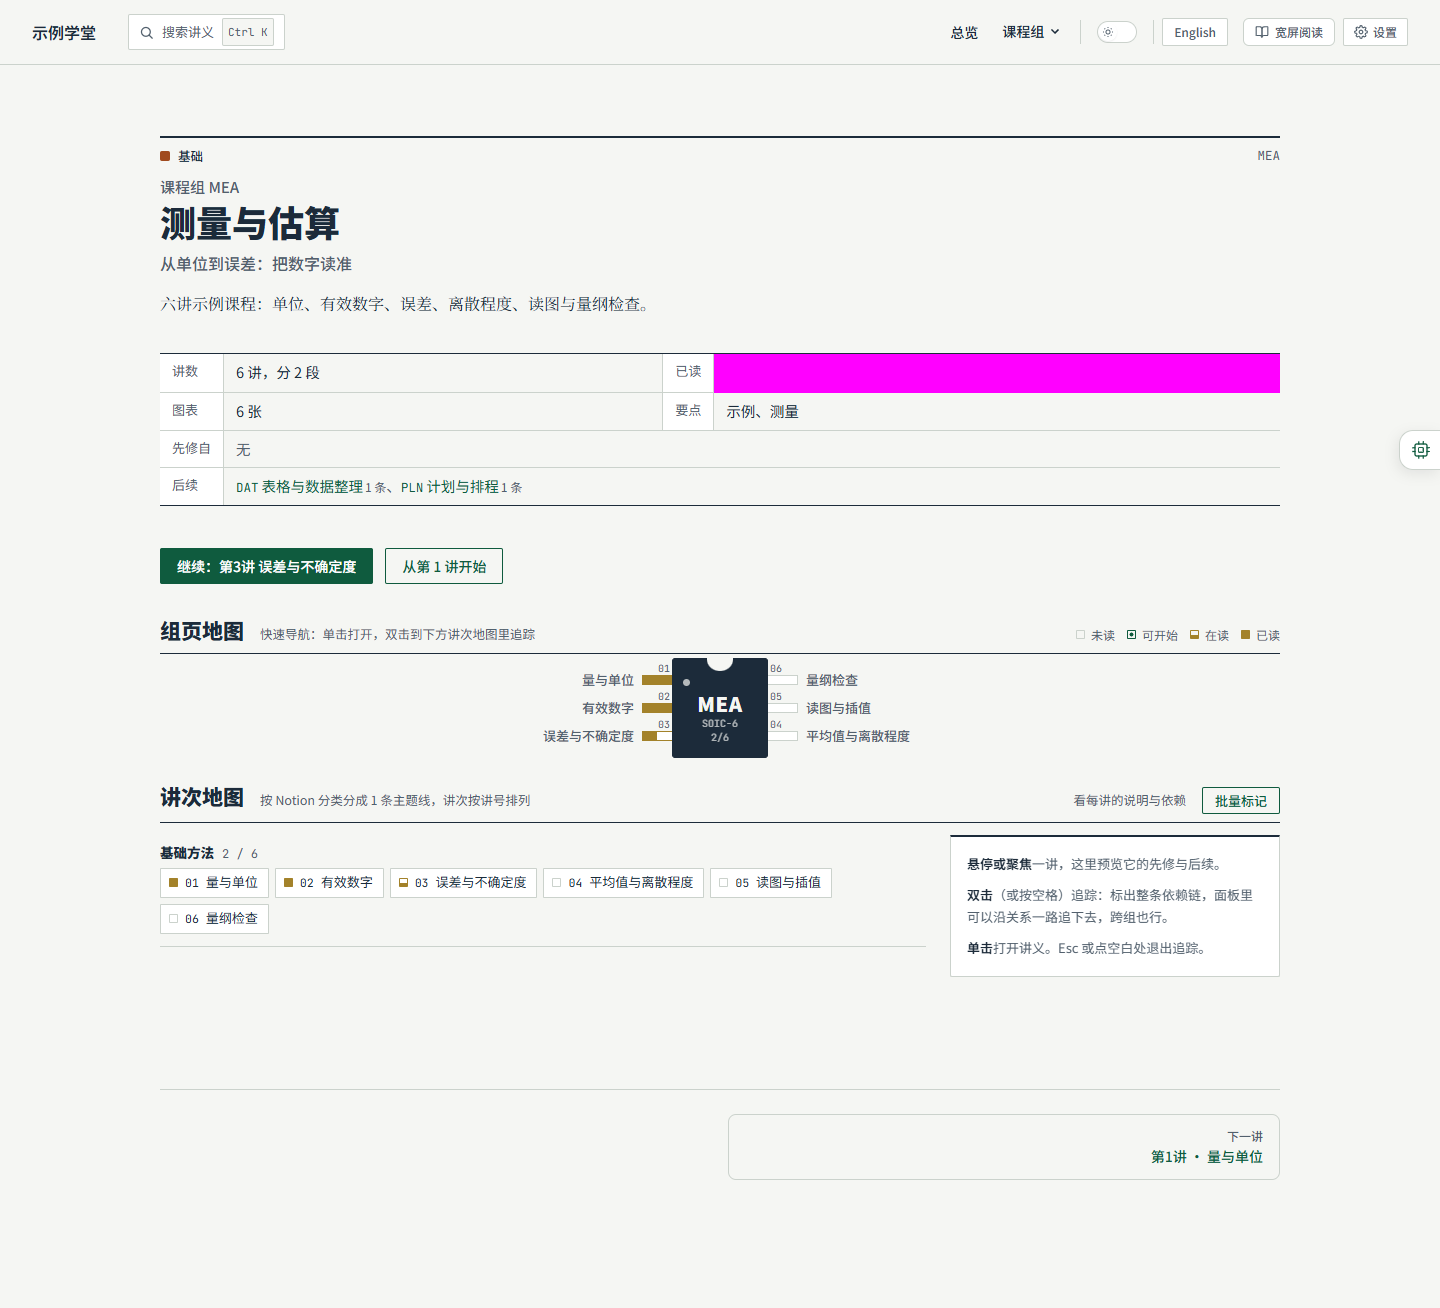 示例学堂
搜索讲义 Ctrl K
总览
课程组
English
宽屏阅读
设置
基础
MEA
课程组 MEA
测量与估算
从单位到误差：把数字读准
六讲示例课程：单位、有效数字、误差、离散程度、读图与量纲检查。
讲数 6 讲，分 2 段 已读
图表 6 张 要点 示例、测量
先修自 无
后续 DAT 表格与数据整理 1 条、PLN 计划与排程 1 条
继续：第3讲 误差与不确定度
从第 1 讲开始
组页地图 快速导航：单击打开，双击到下方讲次地图里追踪
未读 可开始 在读 已读
量与单位 01
有效数字 02
误差与不确定度 03
MEA
SOIC-6
2/6
06 量纲检查
05 读图与插值
04 平均值与离散程度
讲次地图 按 Notion 分类分成 1 条主题线，讲次按讲号排列
看每讲的说明与依赖 批量标记
基础方法 2 / 6
01 量与单位 02 有效数字 03 误差与不确定度 04 平均值与离散程度 05 读图与插值
06 量纲检查
悬停或聚焦一讲，这里预览它的先修与后续。
双击（或按空格）追踪：标出整条依赖链，面板里
可以沿关系一路追下去，跨组也行。
单击打开讲义。Esc 或点空白处退出追踪。
下一讲
第1讲 · 量与单位